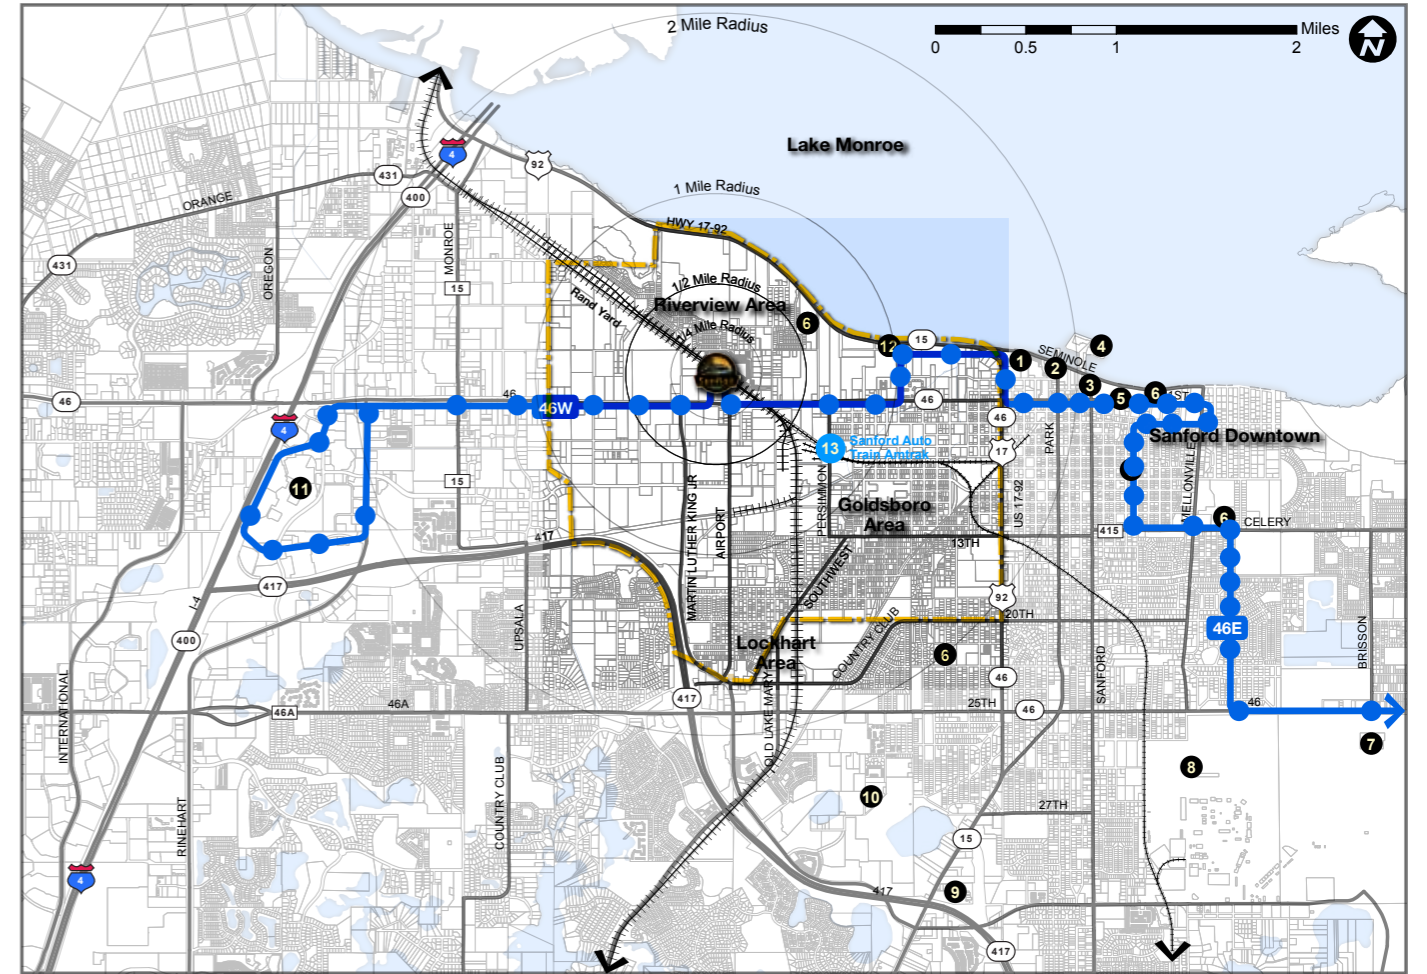 2 Mile Radius
Miles
0
0.5
1
2
N
Lake Monroe
4
92
431
400
1 Mile Radius
ORANGE
HWY 17-92
MONROE
OREGON
431
15
1/2 Mile Radius
Rand Yard
Riverview Area
1/4 Mile Radius
6
12
15
1
SEMINOLE
4
2
3
5
6
1ST
46
4
46
46W
46
46
17
PARK
Sanford Downtown
13
Sanford Auto
Train Amtrak
15
11
MARTIN LUTHER KING JR
AIRPORT
PERSIMMON
Goldsboro
Area
US 17-92
MELLONVILLE
6
CELERY
415
417
13TH
SOUTHWEST
417
I-4
400
UPSALA
92
20TH
46E
BRISSON
Lockhart
Area
COUNTRY CLUB
6
46
SANFORD
INTERNATIONAL
46A
46A
417
OLD LAKE MARY
25TH
46
46
7
8
RINEHART
COUNTRY CLUB
10
27TH
15
4
417
9
417